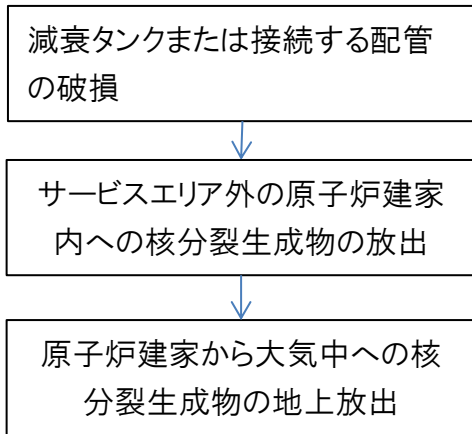 減衰タンクまたは接続する配管
の破損
サービスエリア外の原子炉建家
内への核分裂生成物の放出
原子炉建家から大気中への核
分裂生成物の地上放出